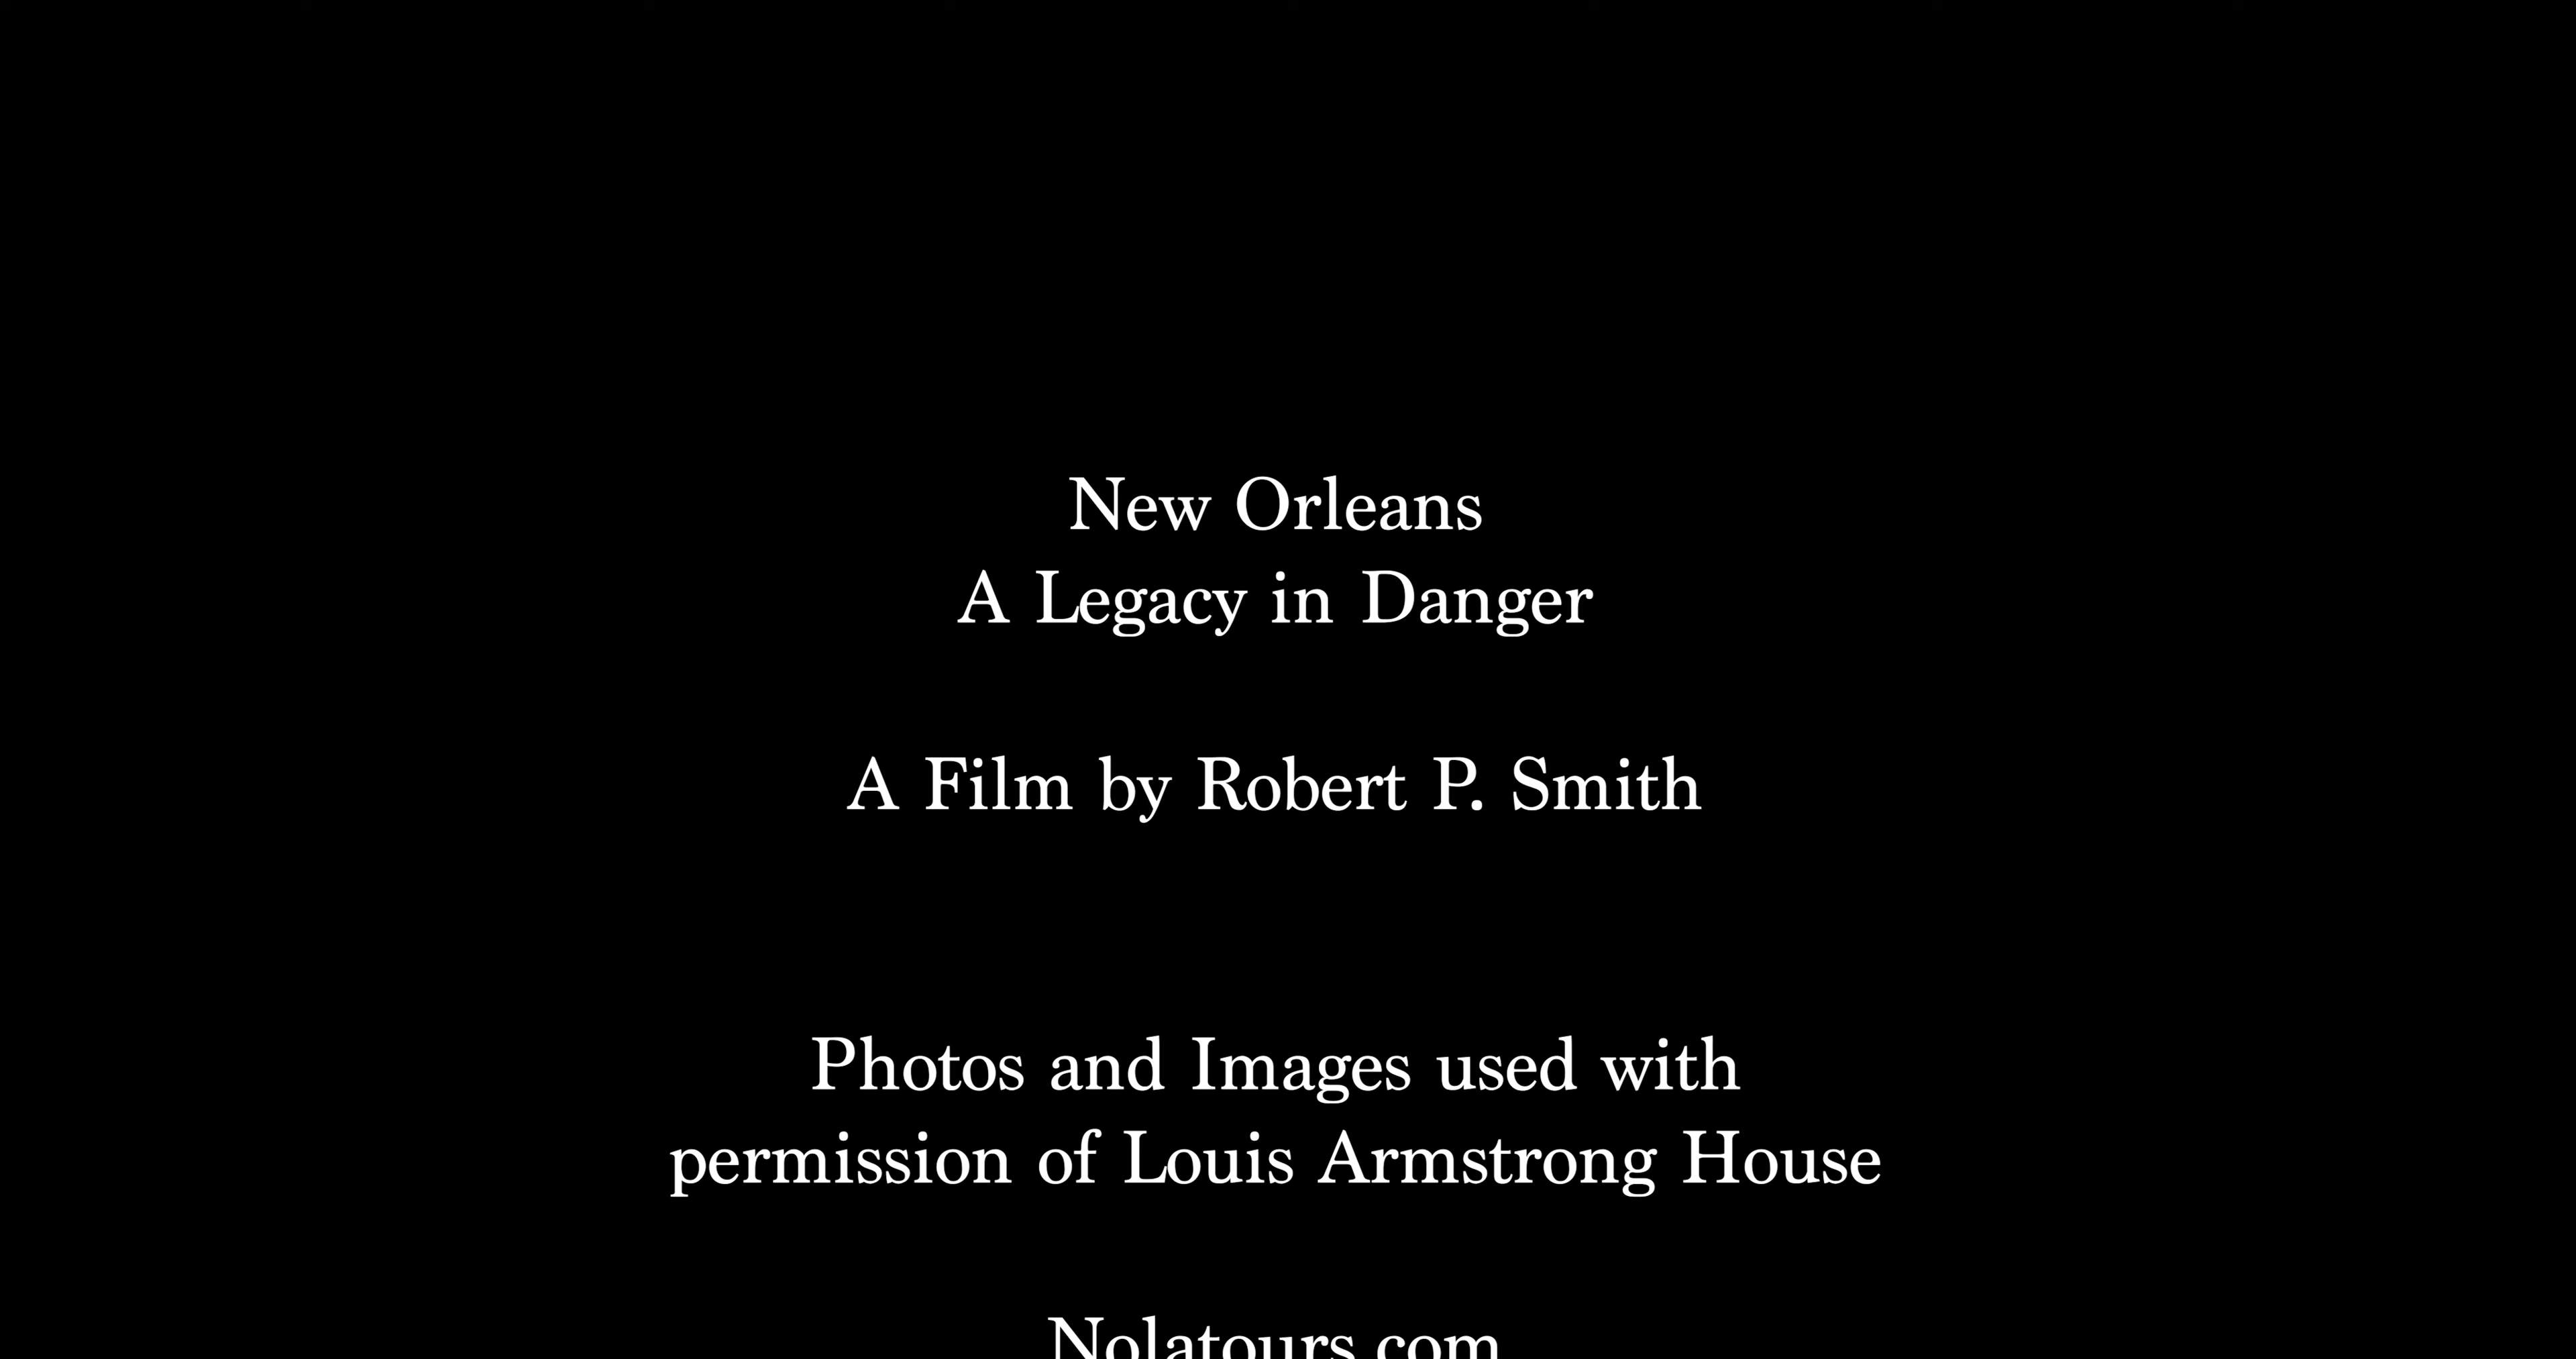 New Orleans
A Legacy in Danger
A Film by Robert P. Smith
Photos and Images used with
permission of Louis Armstrong House
Nolatours.com